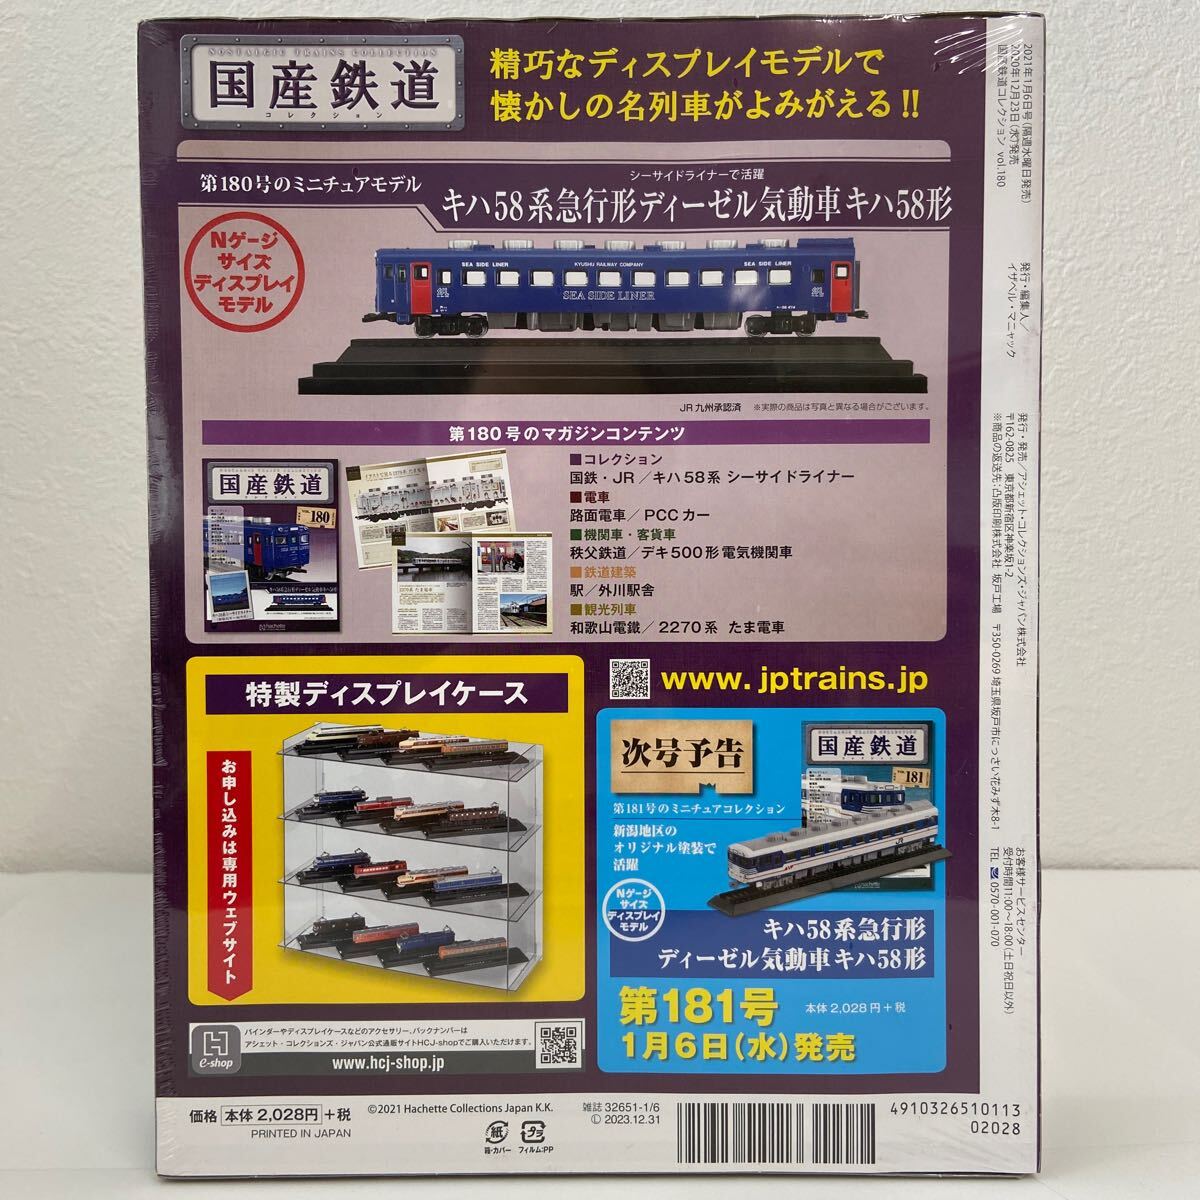 NOSTALGIC TRAINS COLLECTION
国産鉄道
コレクション
精巧なディスプレイモデルで
懐かしの名列車がよみがえる!!
第180号のミニチュアモデル
シーサイドライナーで活躍
キハ58系急行形ディーゼル気動車キハ58形
Nゲージ
サイズ
ディスプレイ
モデル
SEA SIDE LINER
KYUSHU RAILWAY COMPANY
SEA SIDE LINER
SEA SIDE LINER
JR九州承認済 ※実際の商品は写真と異なる場合がございます。
第180号のマガジンコンテンツ
国産鉄道
コレクション
180
hachette
■コレクション
国鉄・JR/キハ58系 シーサイドライナー
■電車
路面電車/PCCカー
■機関車・客貨車
秩父鉄道/デキ500形電気機関車
■鉄道建築
駅/外川駅舎
■観光列車
和歌山電鐵/2270系 たま電車
特製ディスプレイケース
お申し込みは専用ウェブサイト
www.jptrains.jp
次号予告
国産鉄道
コレクション
181
第181号のミニチュアコレクション
新潟地区の
オリジナル塗装で
活躍
Nゲージ
サイズ
ディスプレイ
モデル
キハ58系急行形
ディーゼル気動車キハ58形
第181号 本体2,028円+税
1月6日(水)発売
H
e-shop
バインダーやディスプレイケースなどのアクセサリー、バックナンバーは
アシェット・コレクションズ・ジャパン公式通販サイトHCJ-shopでご購入いただけます。
www.hcj-shop.jp
2021年1月6日号(隔週水曜日発売)
2020年12月23日(水)発売
国産鉄道コレクション vol.180
発行・編集人/
イザベル・マニャック
発行・発売/アシェット・コレクションズ・ジャパン株式会社
〒162-0825 東京都新宿区神楽坂1-2
※商品の返送先:凸版印刷株式会社 坂戸工場 〒350-0269 埼玉県坂戸市にっさい花みず木8-1
お客様サービスセンター
受付時間11:00～18:00(土日祝日以外)
TEL 0570-001-070
価格 本体2,028円+税
PRINTED IN JAPAN
©2021 Hachette Collections Japan K.K.
雑誌 32651-1/6
Ⓛ 2023.12.31
紙
箱・カバー
プラ
フィルム:PP
4910326510113
02028